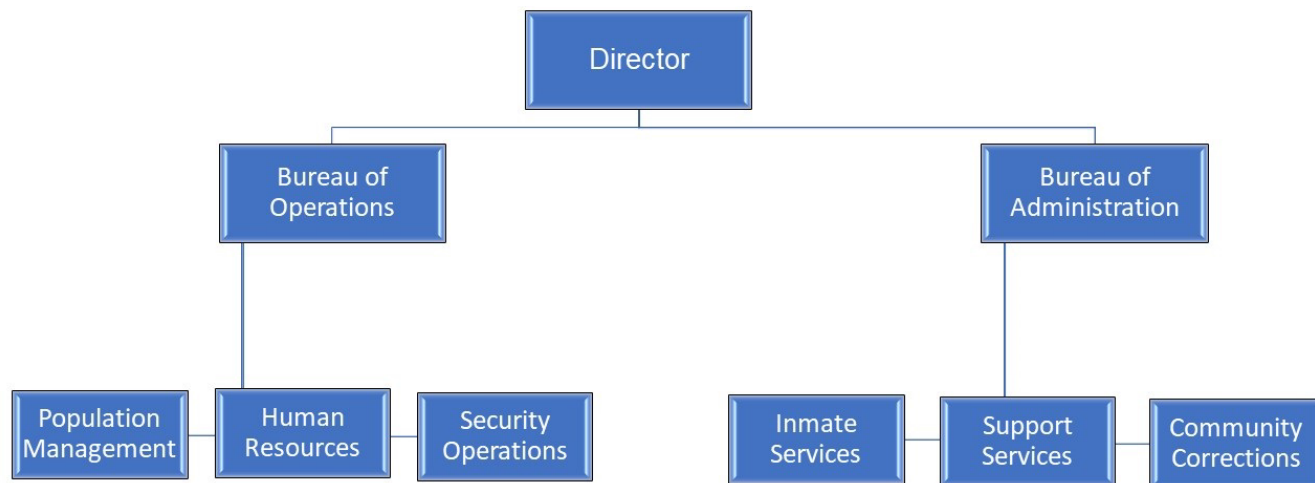 Director
Bureau of
Operations
Bureau of
Administration
Population
Management
Human
Resources
Security
Operations
Inmate
Services
Support
Services
Community
Corrections